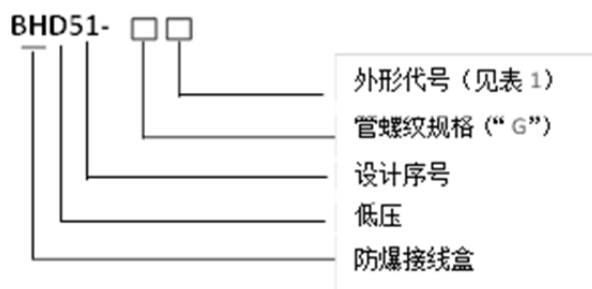 BHD51- □□
外形代号（见表 1）
管螺纹规格（“ G”）
设计序号
低压
防爆接线盒